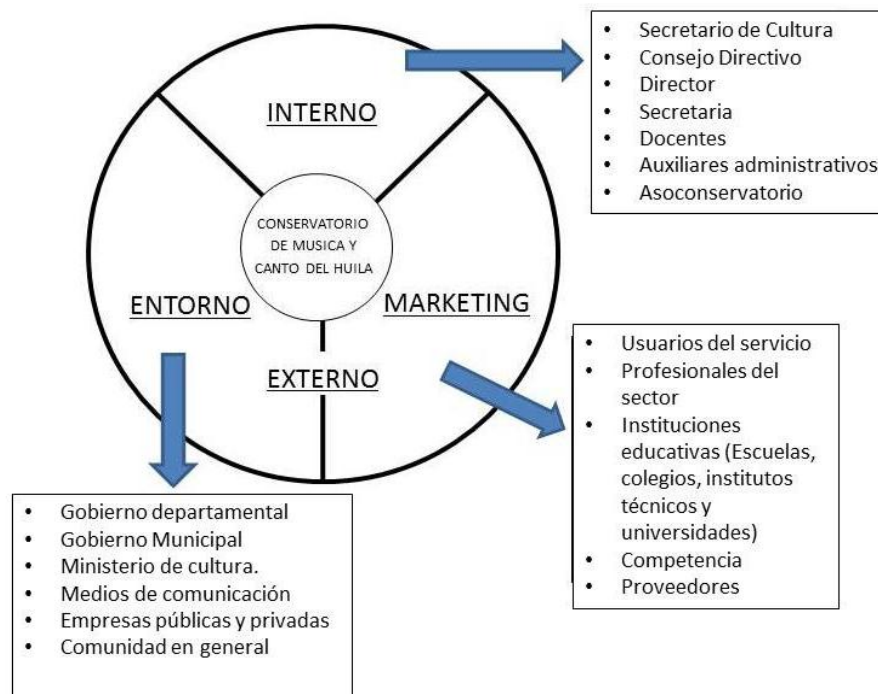 INTERNO
CONSERVATORIO
DE MUSICA Y
CANTO DEL HUILA
ENTORNO
MARKETING
EXTERNO
• Secretario de Cultura
• Consejo Directivo
• Director
• Secretaria
• Docentes
• Auxiliares administrativos
• Asoconservatorio
• Usuarios del servicio
• Profesionales del
sector
• Instituciones
educativas (Escuelas,
colegios, institutos
técnicos y
universidades)
• Competencia
• Proveedores
• Gobierno departamental
• Gobierno Municipal
• Ministerio de cultura.
• Medios de comunicación
• Empresas públicas y privadas
• Comunidad en general